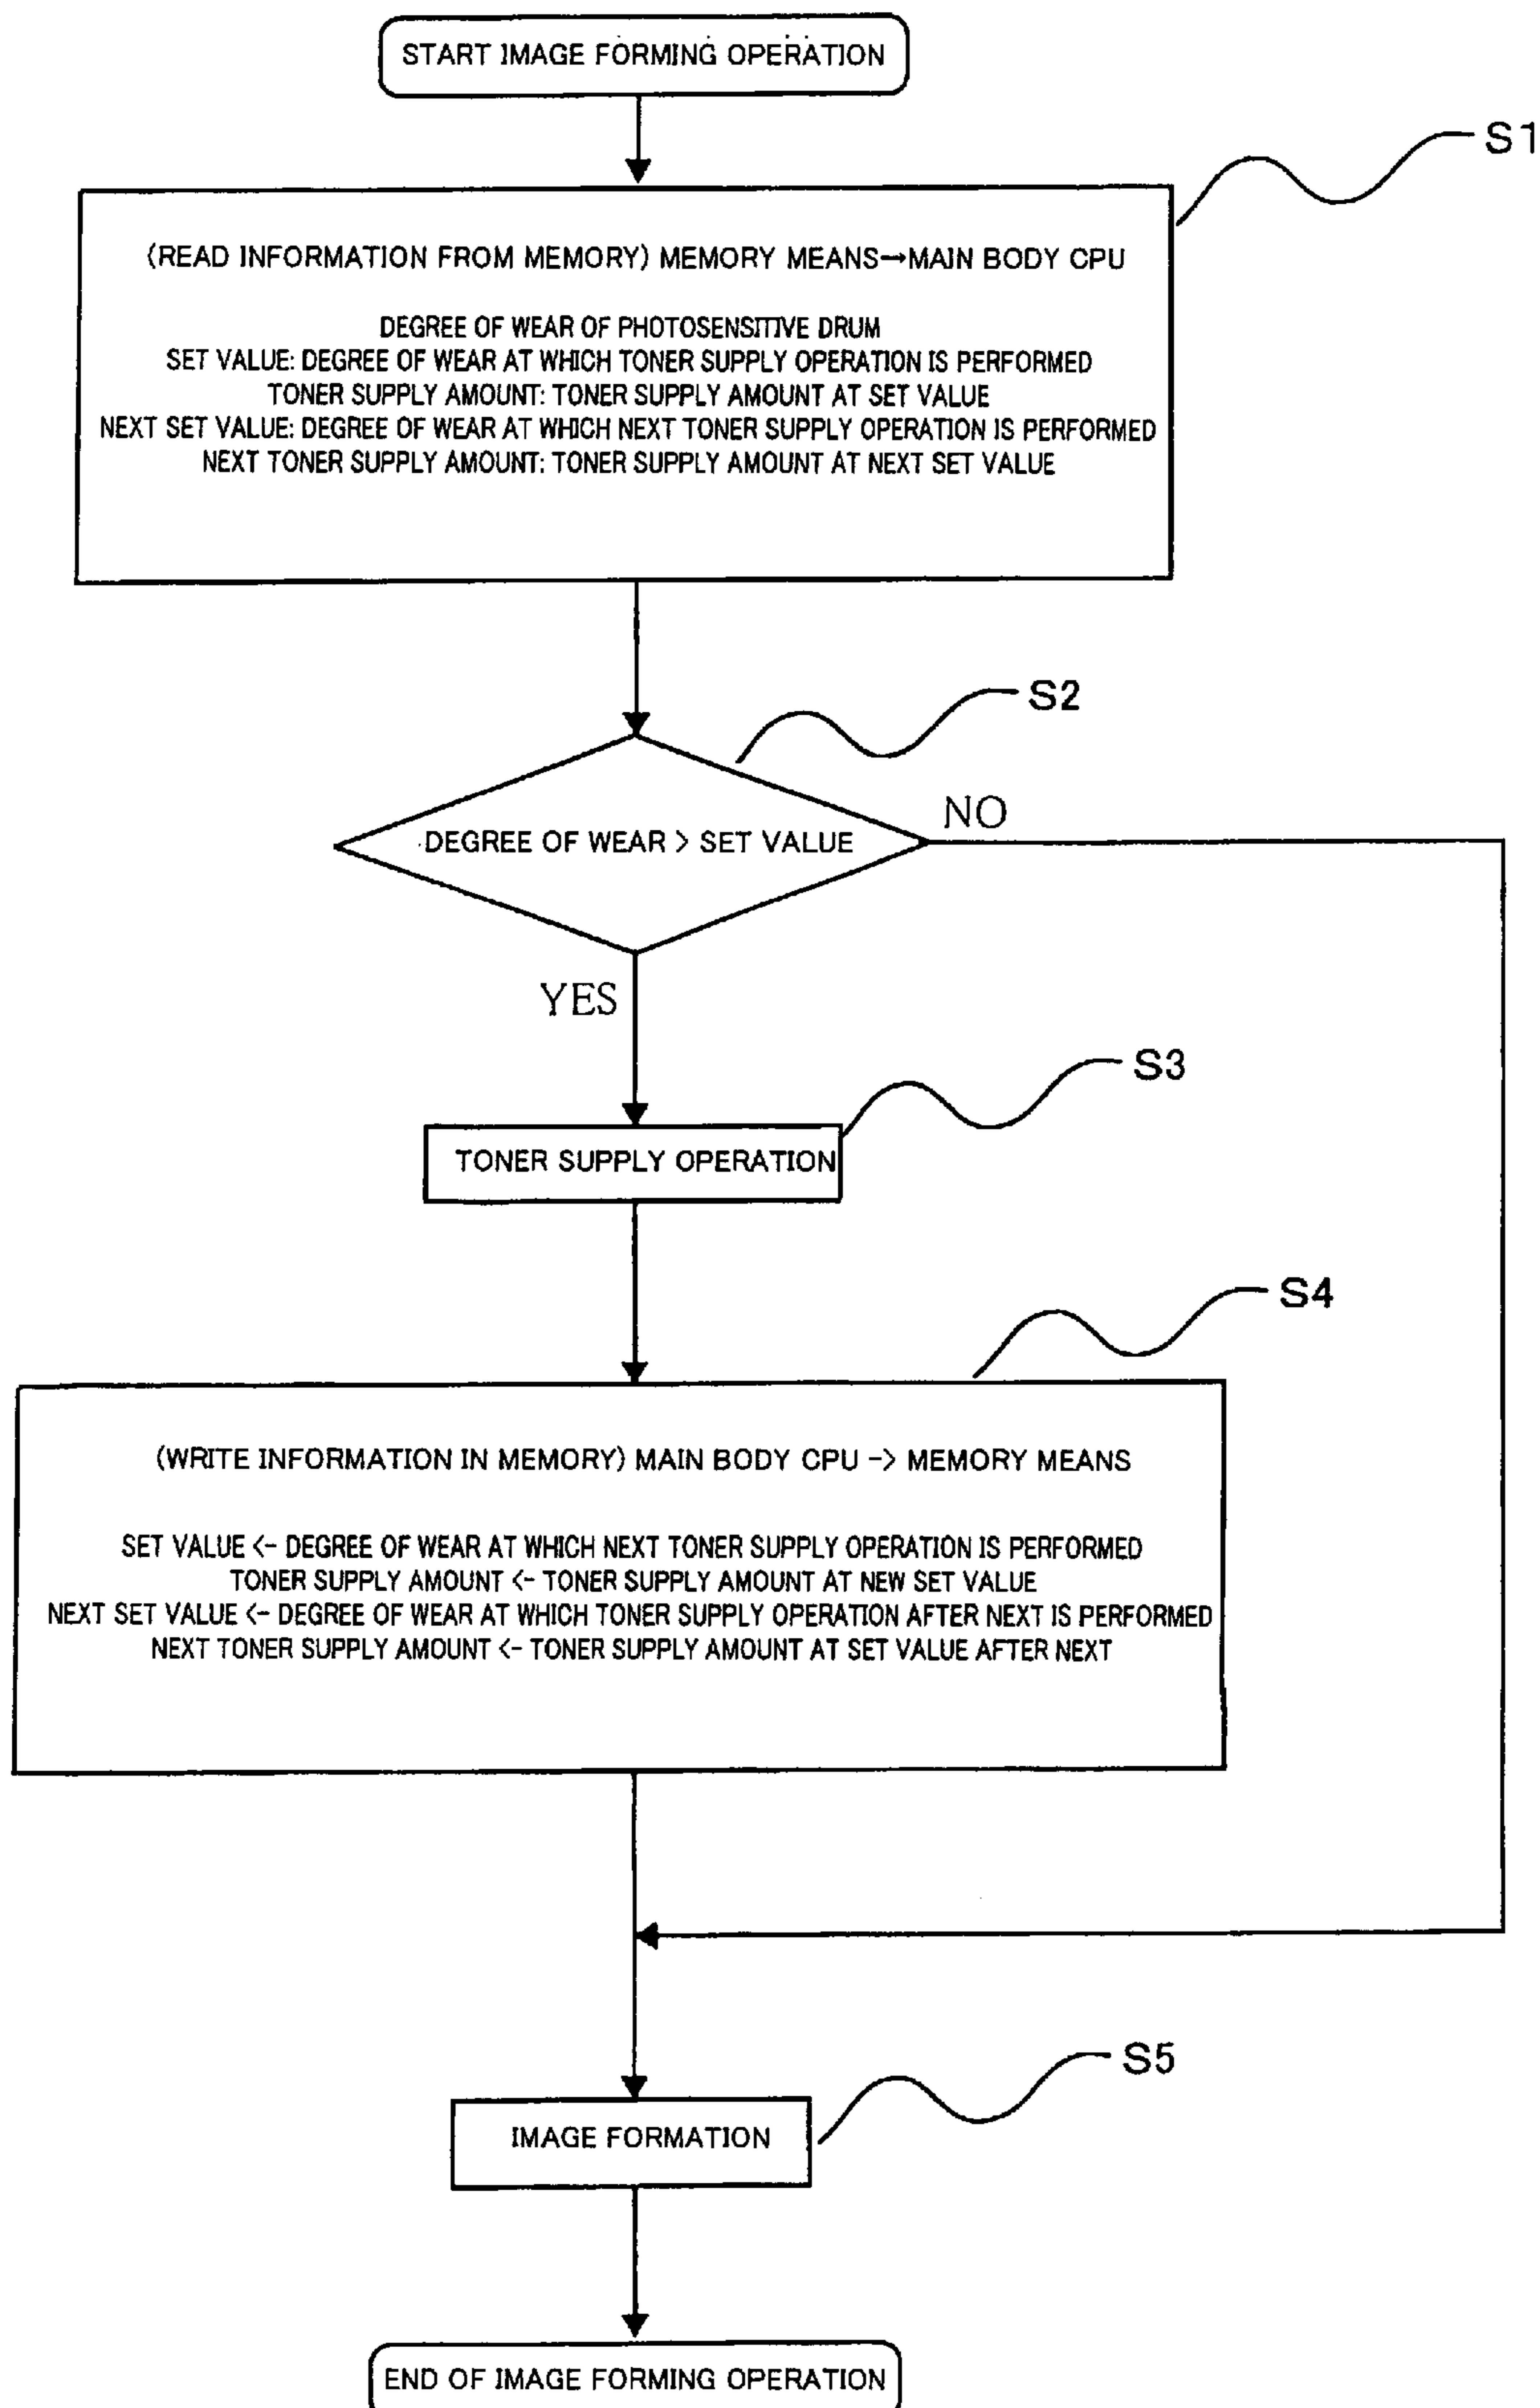 START IMAGE FORMING OPERATION
S1
(READ INFORMATION FROM MEMORY) MEMORY MEANS→MAIN BODY CPU
DEGREE OF WEAR OF PHOTOSENSITIVE DRUM
SET VALUE: DEGREE OF WEAR AT WHICH TONER SUPPLY OPERATION IS PERFORMED
TONER SUPPLY AMOUNT: TONER SUPPLY AMOUNT AT SET VALUE
NEXT SET VALUE: DEGREE OF WEAR AT WHICH NEXT TONER SUPPLY OPERATION IS PERFORMED
NEXT TONER SUPPLY AMOUNT: TONER SUPPLY AMOUNT AT NEXT SET VALUE
S2
NO
DEGREE OF WEAR > SET VALUE
YES
S3
TONER SUPPLY OPERATION
S4
(WRITE INFORMATION IN MEMORY) MAIN BODY CPU -> MEMORY MEANS
SET VALUE <- DEGREE OF WEAR AT WHICH NEXT TONER SUPPLY OPERATION IS PERFORMED
TONER SUPPLY AMOUNT <- TONER SUPPLY AMOUNT AT NEW SET VALUE
NEXT SET VALUE <- DEGREE OF WEAR AT WHICH TONER SUPPLY OPERATION AFTER NEXT IS PERFORMED
NEXT TONER SUPPLY AMOUNT <- TONER SUPPLY AMOUNT AT SET VALUE AFTER NEXT
S5
IMAGE FORMATION
END OF IMAGE FORMING OPERATION